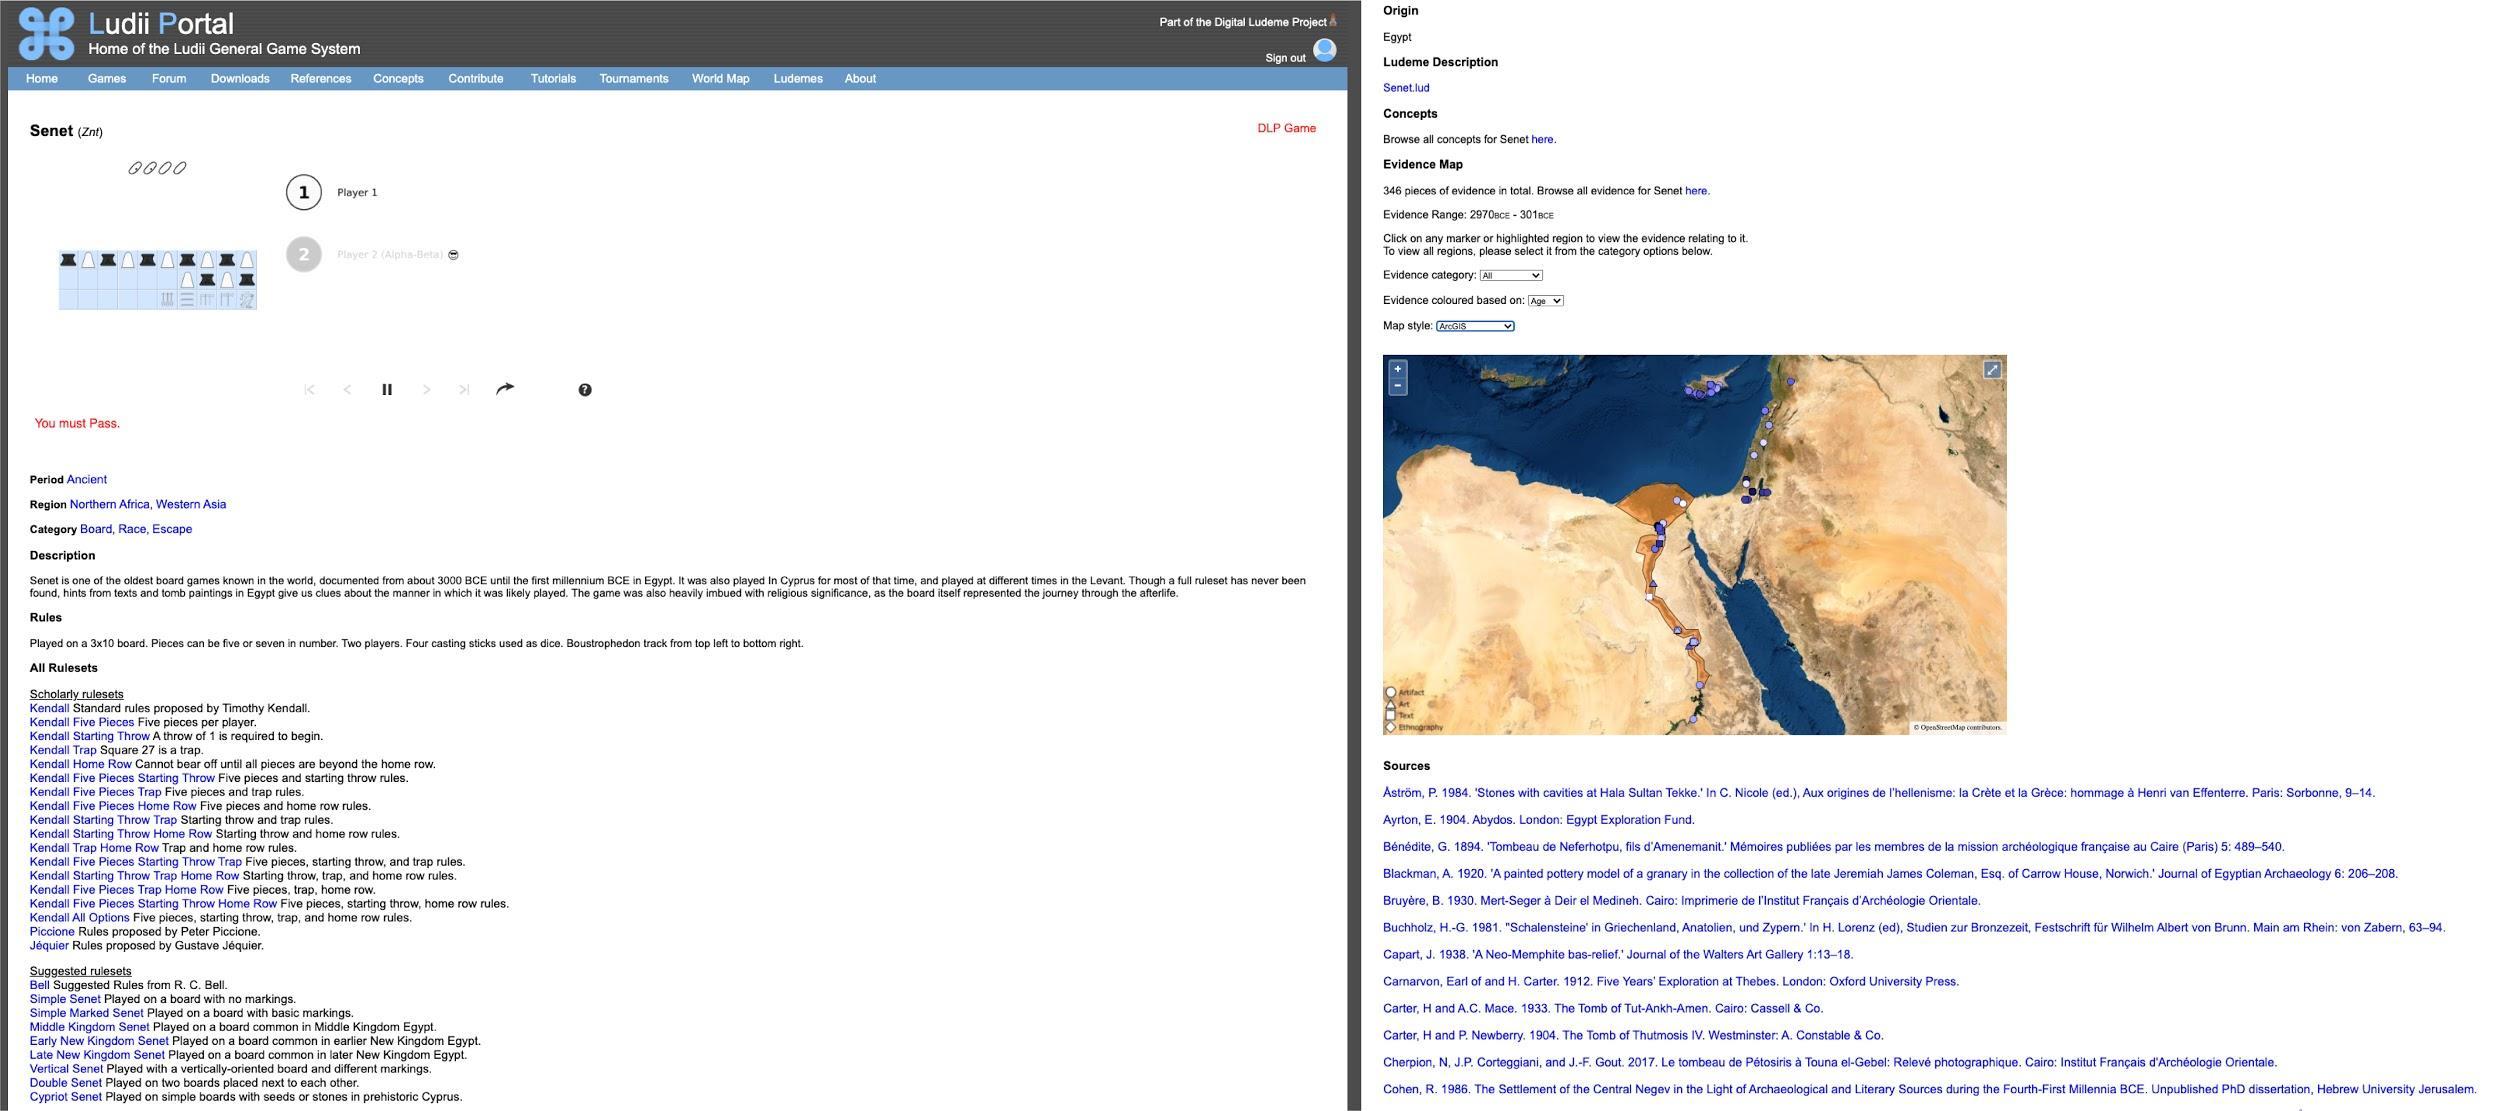 Ludii Portal
Home of the Ludii General Game System
Part of the Digital Ludeme Project
Sign out
Home Games Forum Downloads References Concepts Contribute Tutorials Tournaments World Map Ludemes About
Senet (Znt)
DLP Game
1 Player 1
2 Player 2 (Alpha-Beta)
You must Pass.
Period Ancient
Region Northern Africa, Western Asia
Category Board, Race, Escape
Description
Senet is one of the oldest board games known in the world, documented from about 3000 BCE until the first millennium BCE in Egypt. It was also played In Cyprus for most of that time, and played at different times in the Levant. Though a full ruleset has never been
found, hints from texts and tomb paintings in Egypt give us clues about the manner in which it was likely played. The game was also heavily imbued with religious significance, as the board itself represented the journey through the afterlife.
Rules
Played on a 3x10 board. Pieces can be five or seven in number. Two players. Four casting sticks used as dice. Boustrophedon track from top left to bottom right.
All Rulesets
Scholarly rulesets
Kendall Standard rules proposed by Timothy Kendall.
Kendall Five Pieces Five pieces per player.
Kendall Starting Throw A throw of 1 is required to begin.
Kendall Trap Square 27 is a trap.
Kendall Home Row Cannot bear off until all pieces are beyond the home row.
Kendall Five Pieces Starting Throw Five pieces and starting throw rules.
Kendall Five Pieces Trap Five pieces and trap rules.
Kendall Five Pieces Home Row Five pieces and home row rules.
Kendall Starting Throw Trap Starting throw and trap rules.
Kendall Starting Throw Home Row Starting throw and home row rules.
Kendall Trap Home Row Trap and home row rules.
Kendall Five Pieces Starting Throw Trap Five pieces, starting throw, and trap rules.
Kendall Starting Throw Trap Home Row Starting throw, trap, and home row rules.
Kendall Five Pieces Trap Home Row Five pieces, trap, home row.
Kendall Five Pieces Starting Throw Home Row Five pieces, starting throw, home row rules.
Kendall All Options Five pieces, starting throw, trap, and home row rules.
Piccione Rules proposed by Peter Piccione.
Jéquier Rules proposed by Gustave Jéquier.
Suggested rulesets
Bell Suggested Rules from R. C. Bell.
Simple Senet Played on a board with no markings.
Simple Marked Senet Played on a board with basic markings.
Middle Kingdom Senet Played on a board common in Middle Kingdom Egypt.
Early New Kingdom Senet Played on a board common in earlier New Kingdom Egypt.
Late New Kingdom Senet Played on a board common in later New Kingdom Egypt.
Vertical Senet Played with a vertically-oriented board and different markings.
Double Senet Played on two boards placed next to each other.
Cypriot Senet Played on simple boards with seeds or stones in prehistoric Cyprus.
Origin
Egypt
Ludeme Description
Senet.lud
Concepts
Browse all concepts for Senet here.
Evidence Map
346 pieces of evidence in total. Browse all evidence for Senet here.
Evidence Range: 2970BCE - 301BCE
Click on any marker or highlighted region to view the evidence relating to it.
To view all regions, please select it from the category options below.
Evidence category: All
Evidence coloured based on: Age
Map style: ArcGIS
+
−
Artifact
Art
Text
Ethnography
© OpenStreetMap contributors.
Sources
Åström, P. 1984. 'Stones with cavities at Hala Sultan Tekke.' In C. Nicole (ed.), Aux origines de l'hellenisme: la Crète et la Grèce: hommage à Henri van Effenterre. Paris: Sorbonne, 9–14.
Ayrton, E. 1904. Abydos. London: Egypt Exploration Fund.
Bénédite, G. 1894. 'Tombeau de Neferhotpu, fils d'Amenemanit.' Mémoires publiées par les membres de la mission archéologique française au Caire (Paris) 5: 489–540.
Blackman, A. 1920. 'A painted pottery model of a granary in the collection of the late Jeremiah James Coleman, Esq. of Carrow House, Norwich.' Journal of Egyptian Archaeology 6: 206–208.
Bruyère, B. 1930. Mert-Seger à Deir el Medineh. Cairo: Imprimerie de l'Institut Français d'Archéologie Orientale.
Buchholz, H.-G. 1981. "Schalensteine' in Griechenland, Anatolien, und Zypern.' In H. Lorenz (ed), Studien zur Bronzezeit, Festschrift für Wilhelm Albert von Brunn. Main am Rhein: von Zabern, 63–94.
Capart, J. 1938. 'A Neo-Memphite bas-relief.' Journal of the Walters Art Gallery 1:13–18.
Carnarvon, Earl of and H. Carter. 1912. Five Years' Exploration at Thebes. London: Oxford University Press.
Carter, H and A.C. Mace. 1933. The Tomb of Tut-Ankh-Amen. Cairo: Cassell & Co.
Carter, H and P. Newberry. 1904. The Tomb of Thutmosis IV. Westminster: A. Constable & Co.
Cherpion, N, J.P. Corteggiani, and J.-F. Gout. 2017. Le tombeau de Pétosiris à Touna el-Gebel: Relevé photographique. Cairo: Institut Français d'Archéologie Orientale.
Cohen, R. 1986. The Settlement of the Central Negev in the Light of Archaeological and Literary Sources during the Fourth-First Millennia BCE. Unpublished PhD dissertation, Hebrew University Jerusalem.